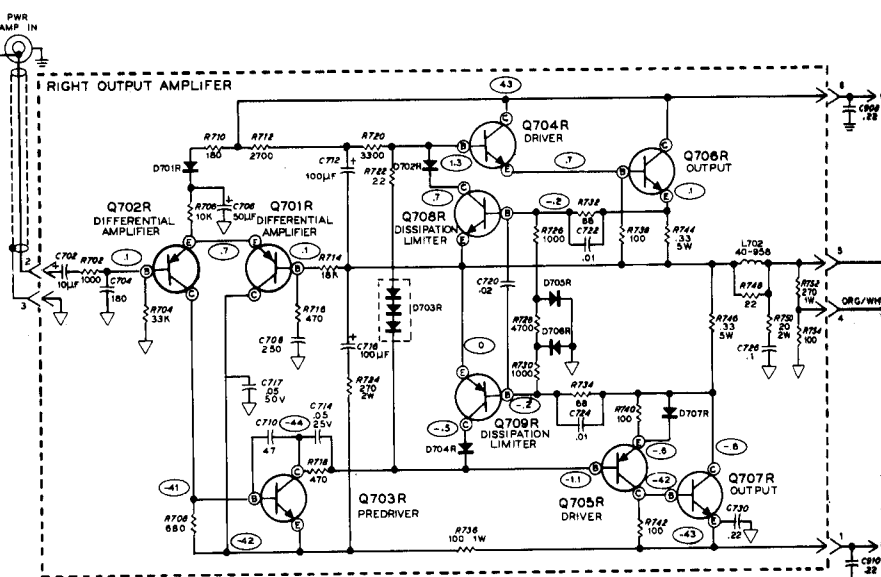 PWR
AMP IN
RIGHT OUTPUT AMPLIFER
43
Q704R
DRIVER
6
C908
.22
R710
180
R712
2700
R720
3300
C712
100µF
R722
22
D701R
D702R
1.3
.7
Q706R
OUTPUT
.7
.1
Q702R
DIFFERENTIAL
AMPLIFIER
R706
10K
C706
50µF
Q701R
DIFFERENTIAL
AMPLIFIER
Q708R
DISSIPATION
LIMITER
-.2
R732
68
C722
.01
R726
1000
R738
100
R744
.33
5W
.1
.7
.1
R714
18K
2
C702
10µF
R702
1000
C704
180
3
R704
33K
R716
470
C708
250
D703R
C720
.02
D705R
R728
4700
D706R
R730
1000
L702
40-958
5
R748
22
R752
270
1W
ORG/WH
4
R746
.33
5W
R750
20
2W
C726
.1
R754
100
C716
100µF
R724
270
2W
0
C717
.05
50V
C714
.05
25V
-44
C710
47
R718
470
-.2
R734
68
C724
.01
R740
100
D707R
Q709R
DISSIPATION
LIMITER
-.5
D704R
-.6
-.6
-41
Q703R
PREDRIVER
-1.1
-42
Q705R
DRIVER
Q707R
OUTPUT
R708
680
-42
R736
100 1W
R742
100
-43
C730
.22
1
C910
.22
B
C
E